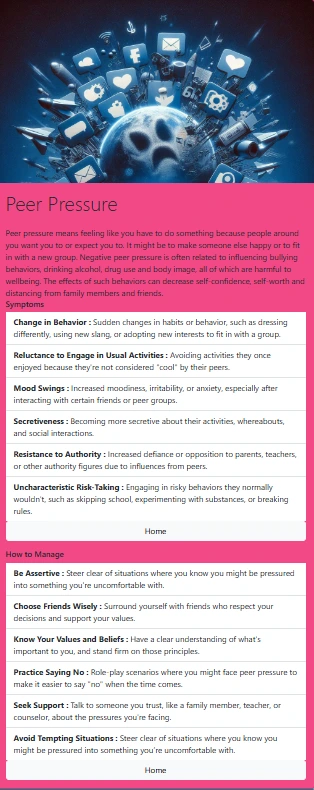 Peer Pressure
Peer pressure means feeling like you have to do something because people around
you want you to or expect you to. It might be to make someone else happy or to fit
in with a new group. Negative peer pressure is often related to influencing bullying
behaviors, drinking alcohol, drug use and body image, all of which are harmful to
wellbeing. The effects of such behaviors can decrease self-confidence, self-worth and
distancing from family members and friends.
Symptoms
Change in Behavior : Sudden changes in habits or behavior, such as dressing
differently, using new slang, or adopting new interests to fit in with a group.
Reluctance to Engage in Usual Activities : Avoiding activities they once
enjoyed because they're not considered "cool" by their peers.
Mood Swings : Increased moodiness, irritability, or anxiety, especially after
interacting with certain friends or peer groups.
Secretiveness : Becoming more secretive about their activities, whereabouts,
and social interactions.
Resistance to Authority : Increased defiance or opposition to parents, teachers,
or other authority figures due to influences from peers.
Uncharacteristic Risk-Taking : Engaging in risky behaviors they normally
wouldn't, such as skipping school, experimenting with substances, or breaking
rules.
Home
How to Manage
Be Assertive : Steer clear of situations where you know you might be pressured
into something you're uncomfortable with.
Choose Friends Wisely : Surround yourself with friends who respect your
decisions and support your values.
Know Your Values and Beliefs : Have a clear understanding of what's
important to you, and stand firm on those principles.
Practice Saying No : Role-play scenarios where you might face peer pressure to
make it easier to say "no" when the time comes.
Seek Support : Talk to someone you trust, like a family member, teacher, or
counselor, about the pressures you're facing.
Avoid Tempting Situations : Steer clear of situations where you know you
might be pressured into something you're uncomfortable with.
Home